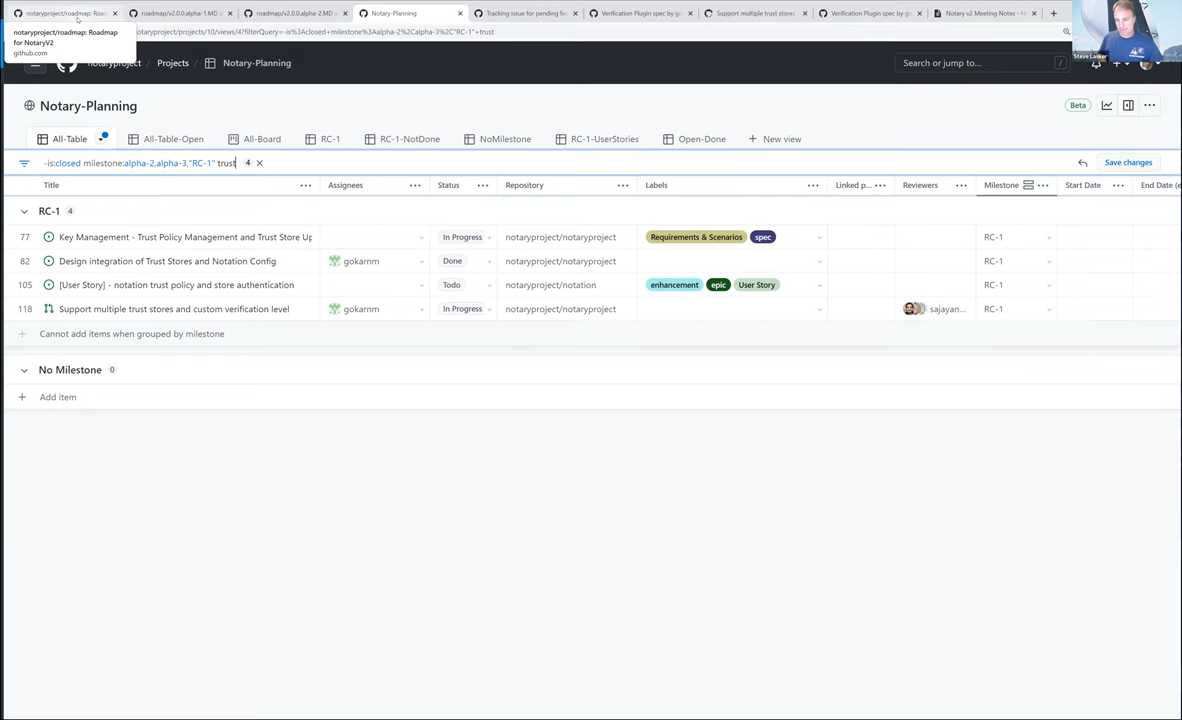 notaryproject/roadmap: Road
roadmap/v2.0.0.alpha-1.MD
roadmap/v2.0.0.alpha-2.MD
Notary-Planning
Tracking issue for pending
Verification Plugin spec by g
Support multiple trust stores
Verification Plugin spec by g
Notary v2 Meeting Notes - H
notaryproject/roadmap: Roadmap
for NotaryV2
github.com
notaryproject/projects/10/views/4?filterQuery=-is%3Aclosed+milestone%3Aalpha-2%2Calpha-3%2C"RC-1"+trust
Steve Lasker
notaryproject
Projects
Notary-Planning
Search or jump to...
/
Notary-Planning
Beta
All-Table
All-Table-Open
All-Board
RC-1
RC-1-NotDone
NoMilestone
RC-1-UserStories
Open-Done
New view
-is:closed milestone:alpha-2,alpha-3,"RC-1" trust
4
Save changes
Title
Assignees
Status
Repository
Labels
Linked p...
Reviewers
Milestone
Start Date
End Date (e
RC-1 4
77 Key Management - Trust Policy Management and Trust Store Up In Progress notaryproject/notaryproject Requirements & Scenarios spec RC-1
82 Design integration of Trust Stores and Notation Config gokarnm Done notaryproject/notaryproject RC-1
105 [User Story] - notation trust policy and store authentication Todo notaryproject/notation enhancement epic User Story RC-1
118 Support multiple trust stores and custom verification level gokarnm In Progress notaryproject/notaryproject sajayan... RC-1
Cannot add items when grouped by milestone
No Milestone 0
Add item